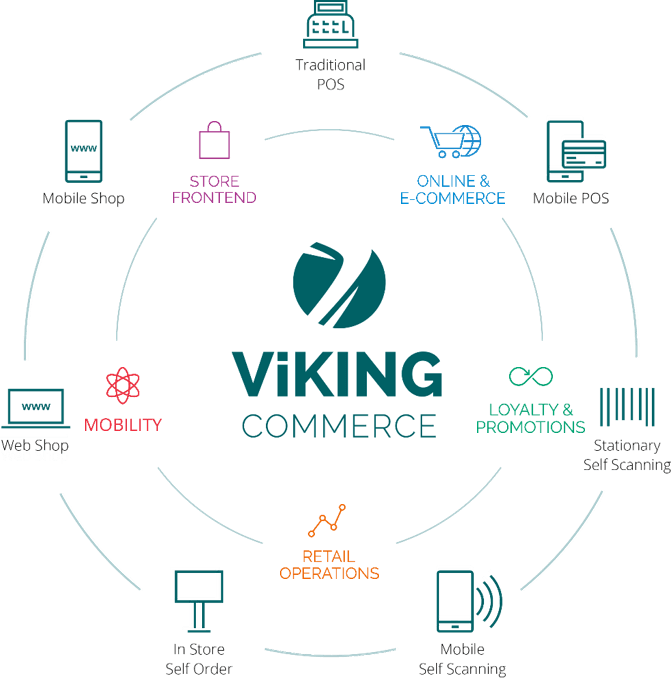 Traditional
POS
www
Mobile Shop
STORE
FRONTEND
ONLINE &
E-COMMERCE
Mobile POS
ViKING
COMMERCE
www
Web Shop
MOBILITY
LOYALTY &
PROMOTIONS
Stationary
Self Scanning
RETAIL
OPERATIONS
In Store
Self Order
Mobile
Self Scanning